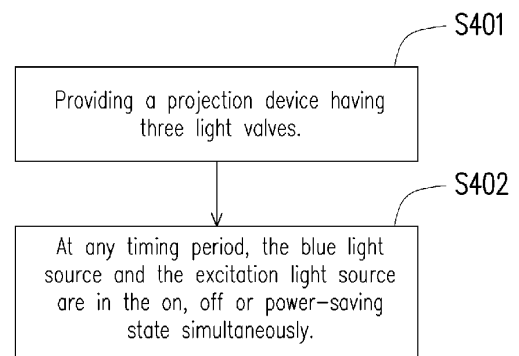 S401
Providing a projection device having
three light valves.
S402
At any timing period, the blue light
source and the excitation light source
are in the on, off or power-saving
state simultaneously.